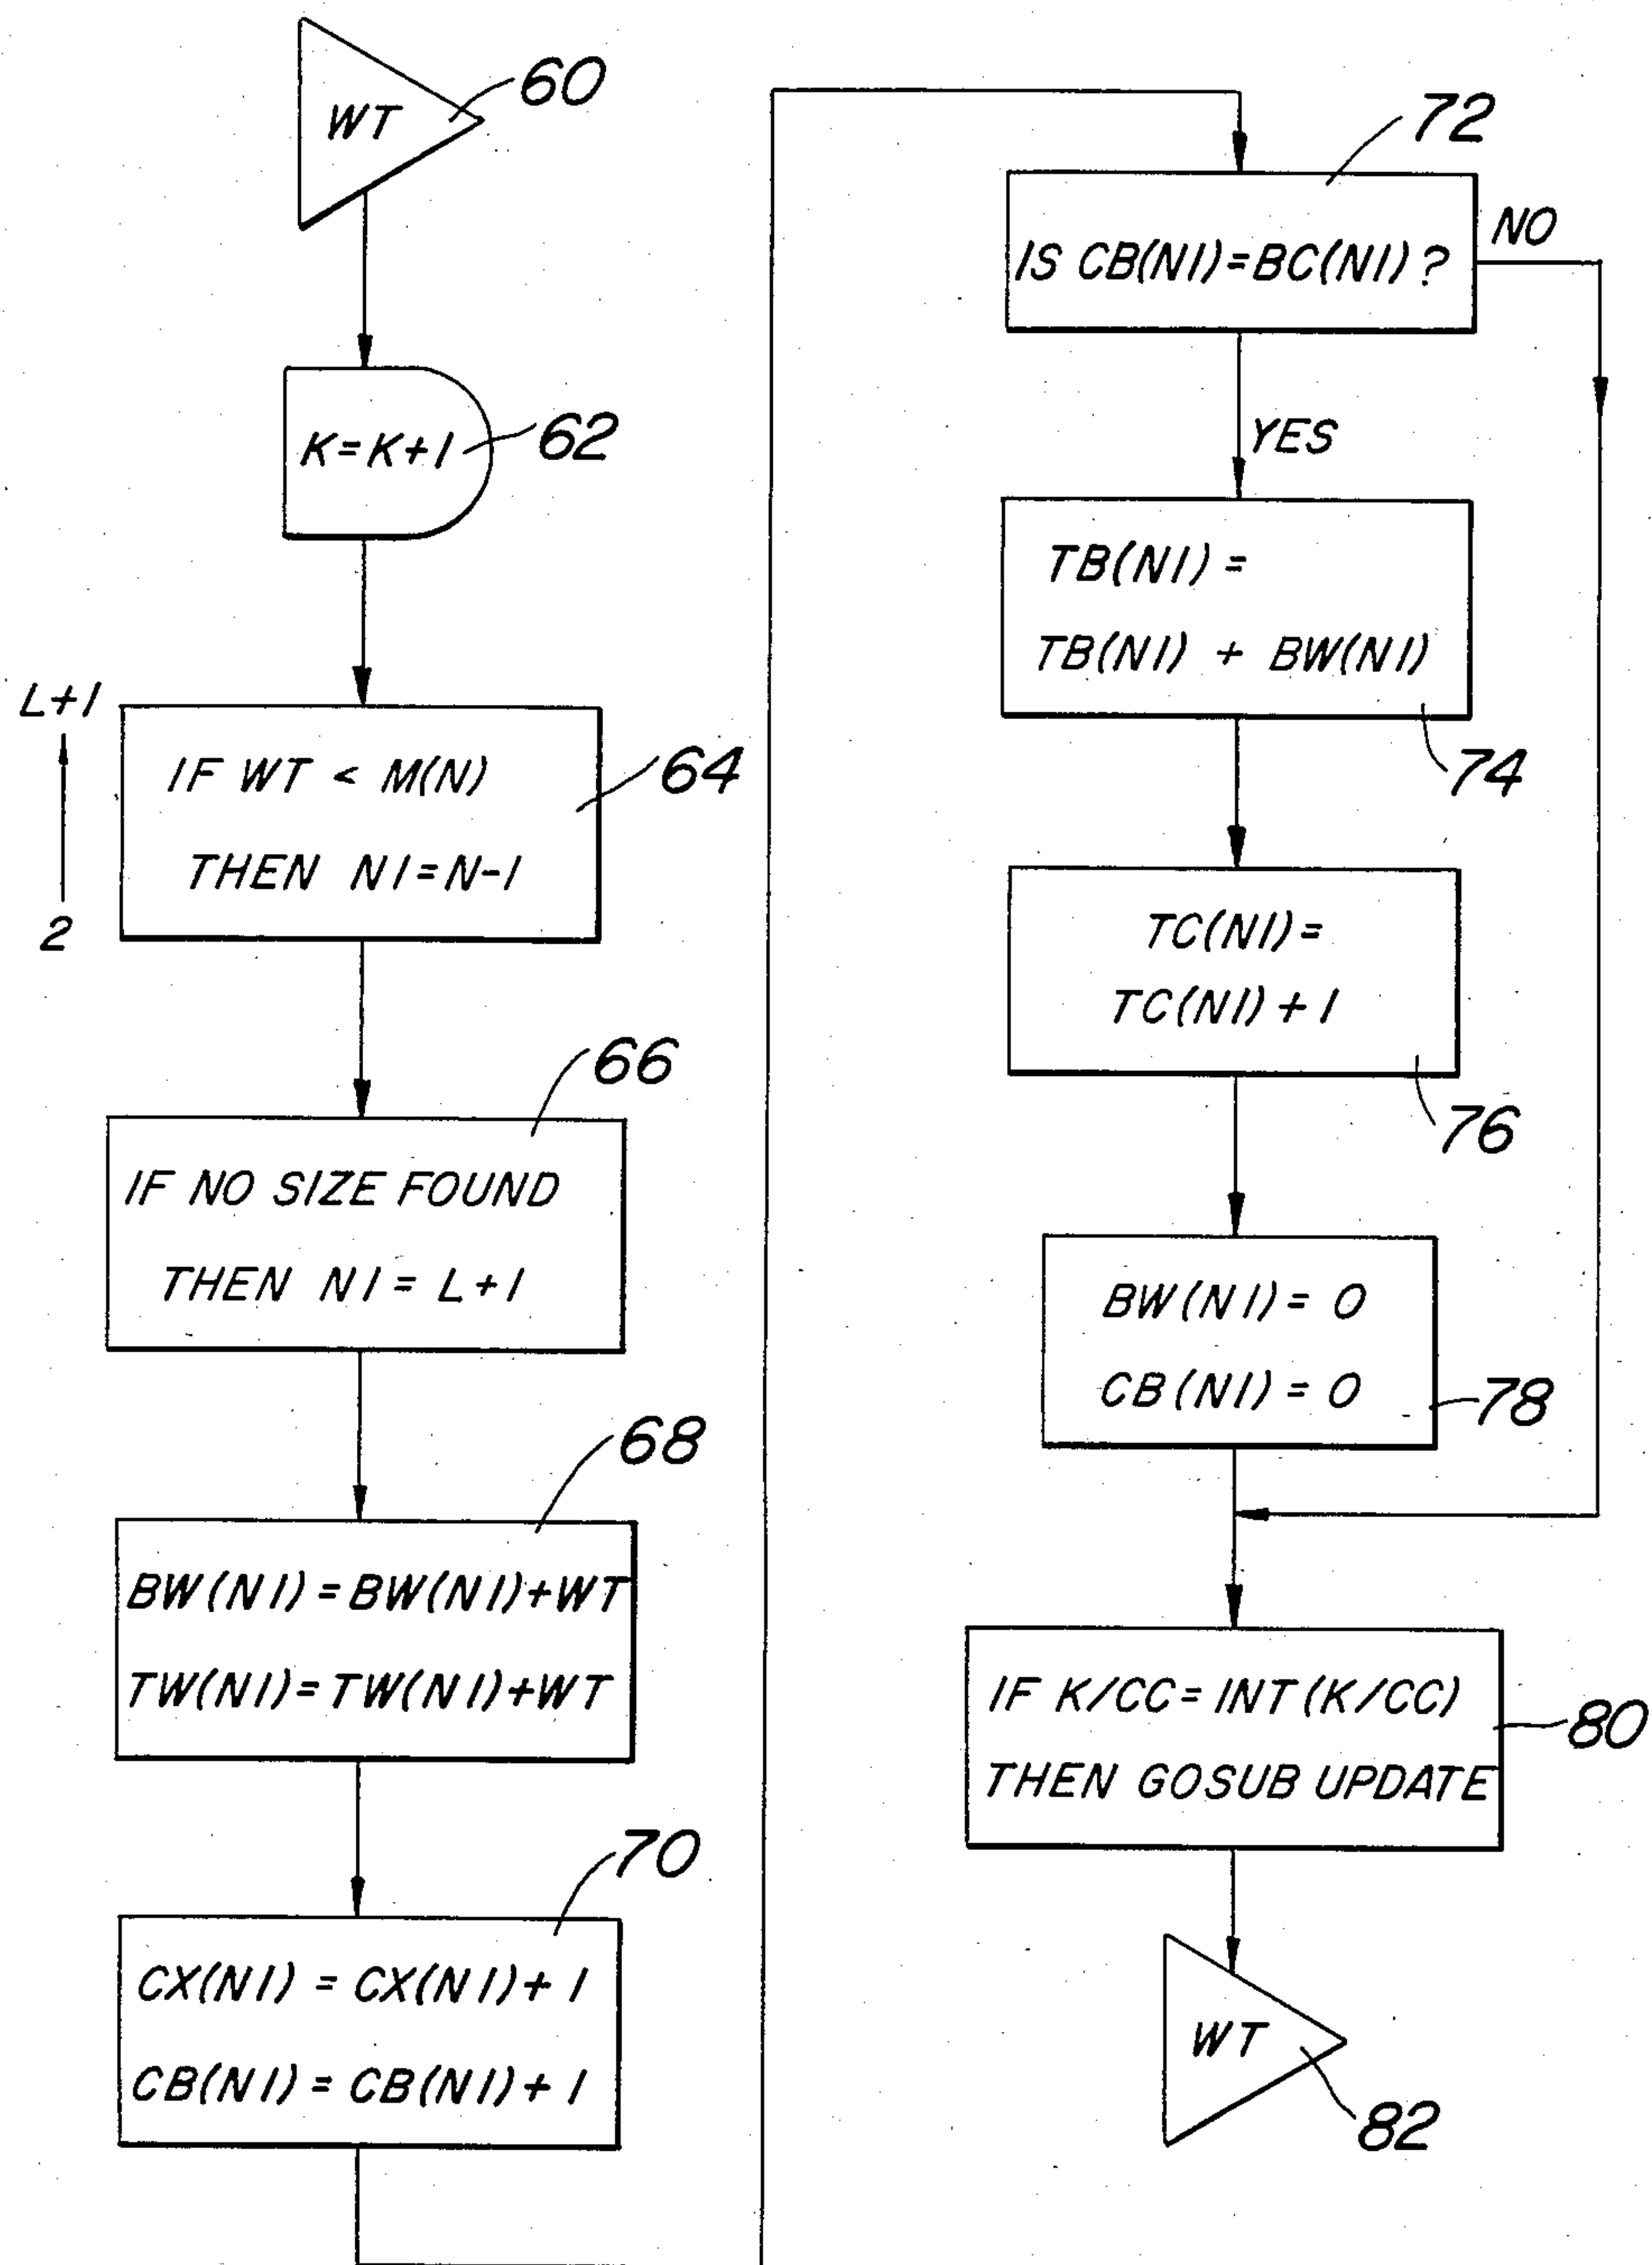 WT
60
K=K+1
62
L+1
2
IF WT < M(N)
THEN N1=N-1
64
IF NO SIZE FOUND
THEN N1= L+1
66
BW(N1)=BW(N1)+WT
TW(N1)=TW(N1)+WT
68
CX(N1) = CX(N1)+ 1
CB(N1) = CB(N1)+ 1
70
IS CB(N1)=BC(N1)?
72
NO
YES
TB(N1) =
TB(N1) + BW(N1)
74
TC(N1)=
TC(N1)+1
76
BW(N1)= 0
CB(N1)= 0
78
IF K/CC=INT(K/CC)
THEN GOSUB UPDATE
80
WT
82